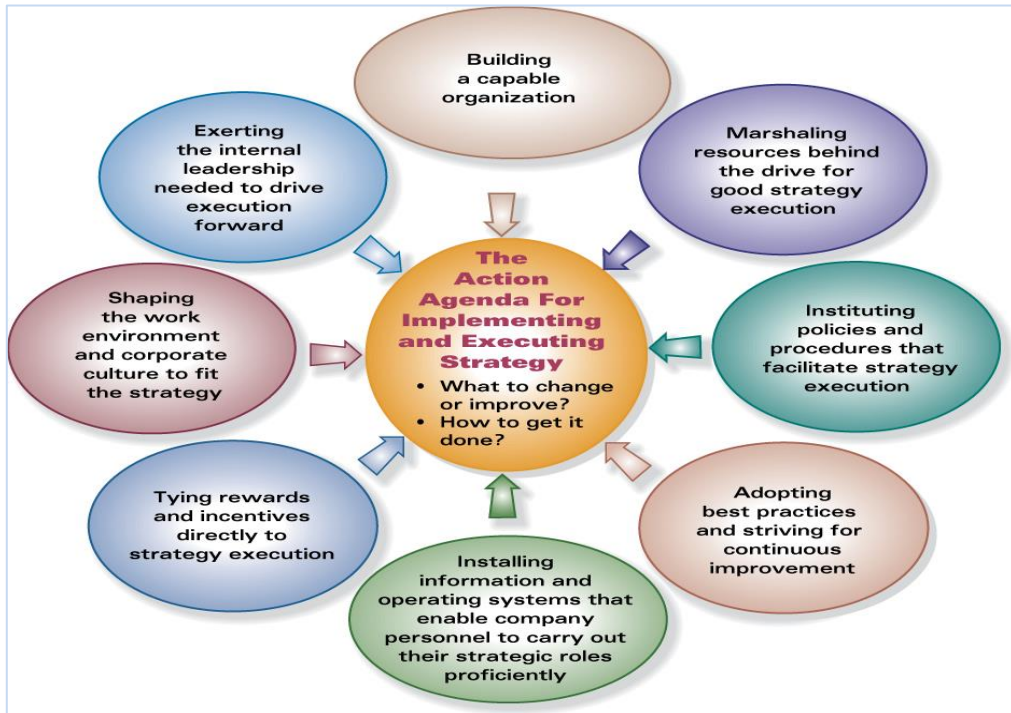 Building
a capable
organization
Marshaling
resources behind
the drive for
good strategy
execution
Instituting
policies and
procedures that
facilitate strategy
execution
Adopting
best practices
and striving for
continuous
improvement
Installing
information and
operating systems that
enable company
personnel to carry out
their strategic roles
proficiently
Tying rewards
and incentives
directly to
strategy execution
Shaping
the work
environment
and corporate
culture to fit
the strategy
Exerting
the internal
leadership
needed to drive
execution
forward
The
Action
Agenda For
Implementing
and Executing
Strategy
• What to change
or improve?
• How to get it
done?